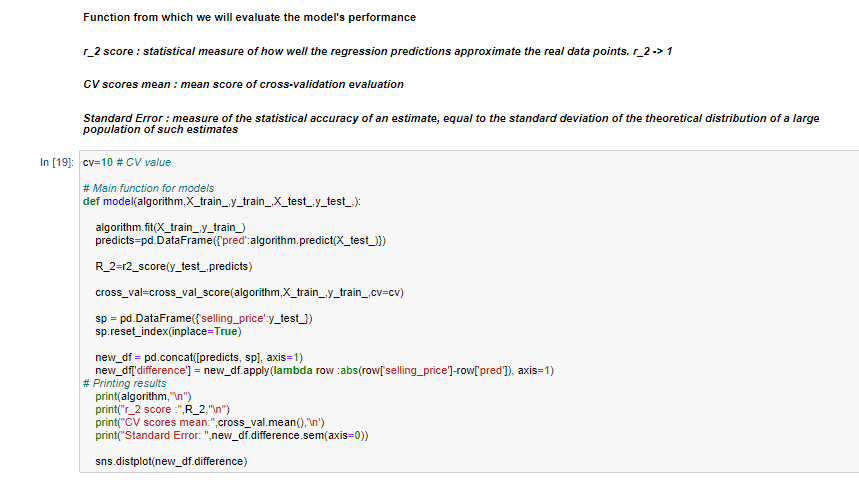 Function from which we will evaluate the model's performance
r_2 score : statistical measure of how well the regression predictions approximate the real data points. r_2 -> 1
CV scores mean : mean score of cross-validation evaluation
Standard Error : measure of the statistical accuracy of an estimate, equal to the standard deviation of the theoretical distribution of a large
population of such estimates
In [19]: cv=10 # CV value
# Main function for models
def model(algorithm,X_train_,y_train_,X_test_,y_test_,):
algorithm.fit(X_train_,y_train_)
predicts=pd.DataFrame({'pred':algorithm.predict(X_test_)})
R_2=r2_score(y_test_,predicts)
cross_val=cross_val_score(algorithm,X_train_,y_train_,cv=cv)
sp = pd.DataFrame({'selling_price':y_test_})
sp.reset_index(inplace=True)
new_df = pd.concat([predicts, sp], axis=1)
new_df['difference'] = new_df.apply(lambda row :abs(row['selling_price']-row['pred']), axis=1)
# Printing results
print(algorithm,"\n")
print("r_2 score :",R_2,"\n")
print("CV scores mean:",cross_val.mean(),'\n')
print("Standard Error: ",new_df.difference.sem(axis=0))
sns.distplot(new_df.difference)